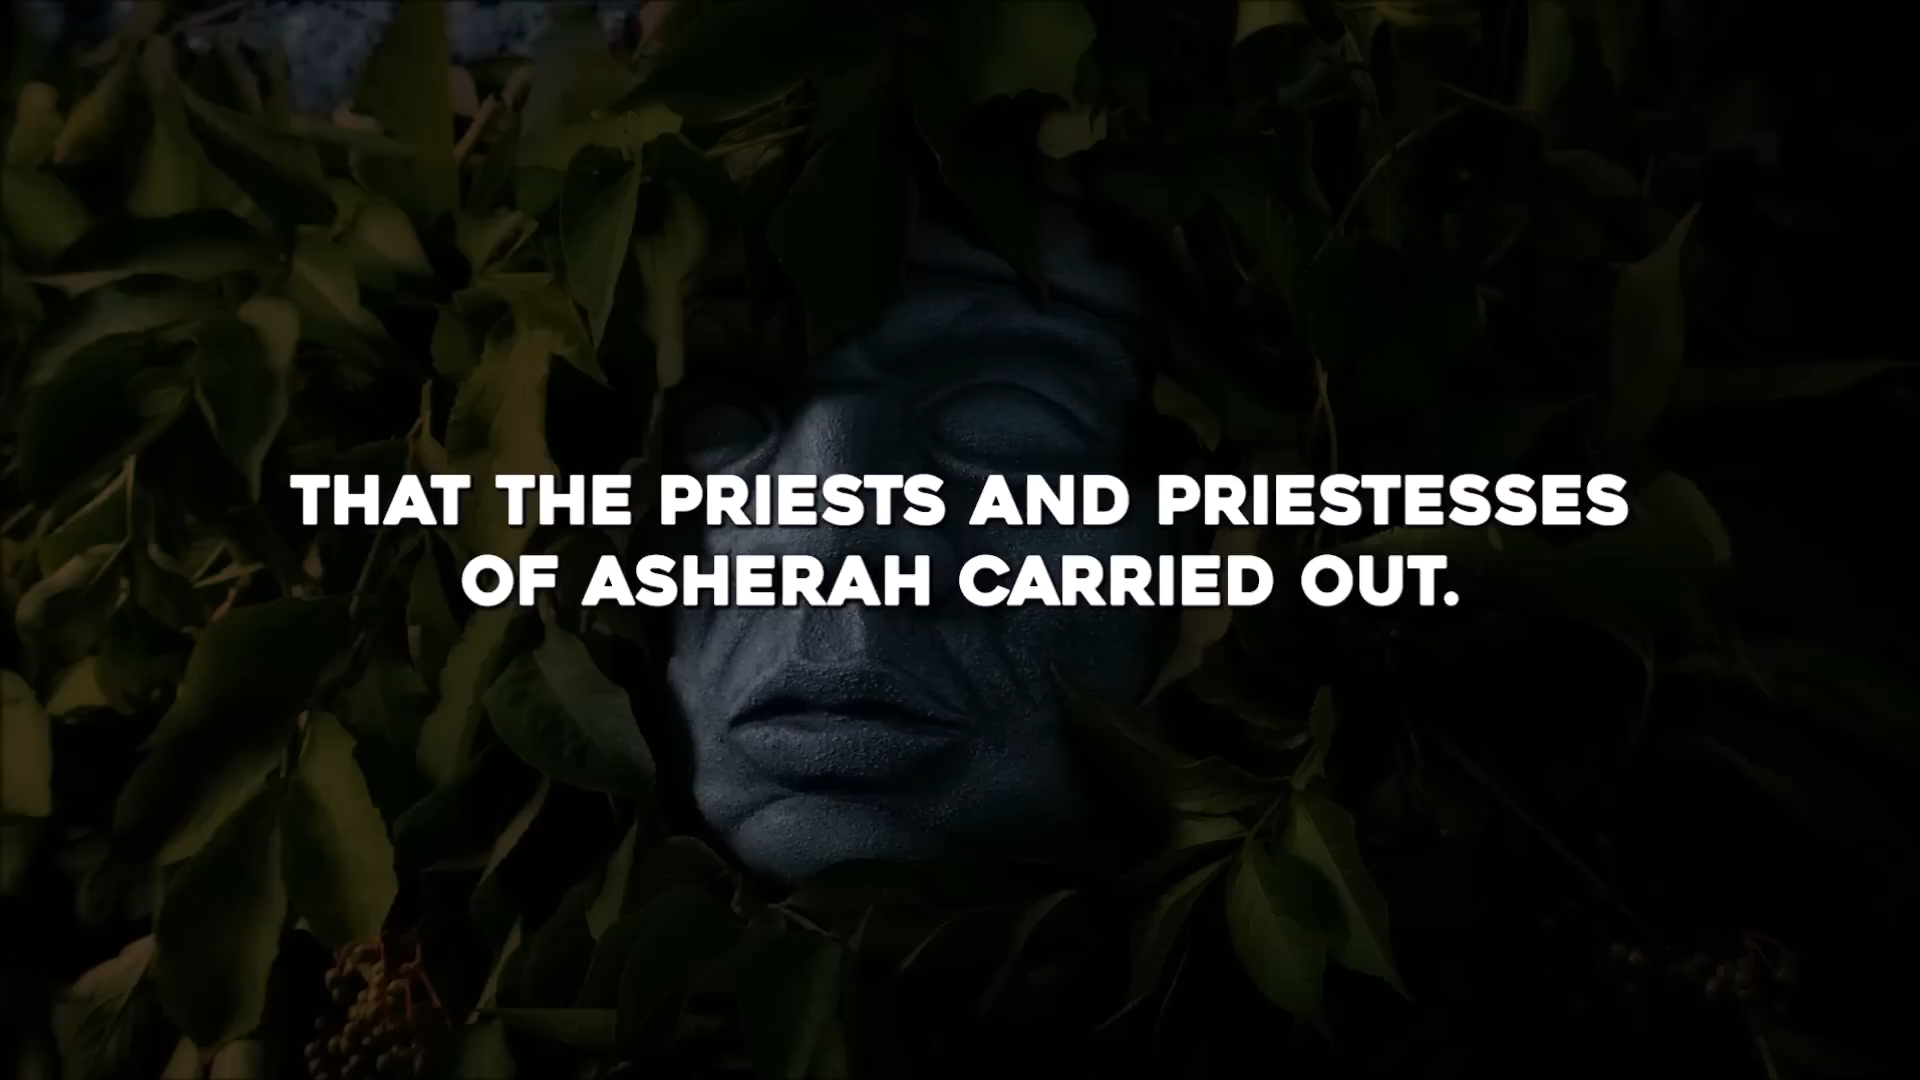 THAT THE PRIESTS AND PRIESTESSES
OF ASHERAH CARRIED OUT.